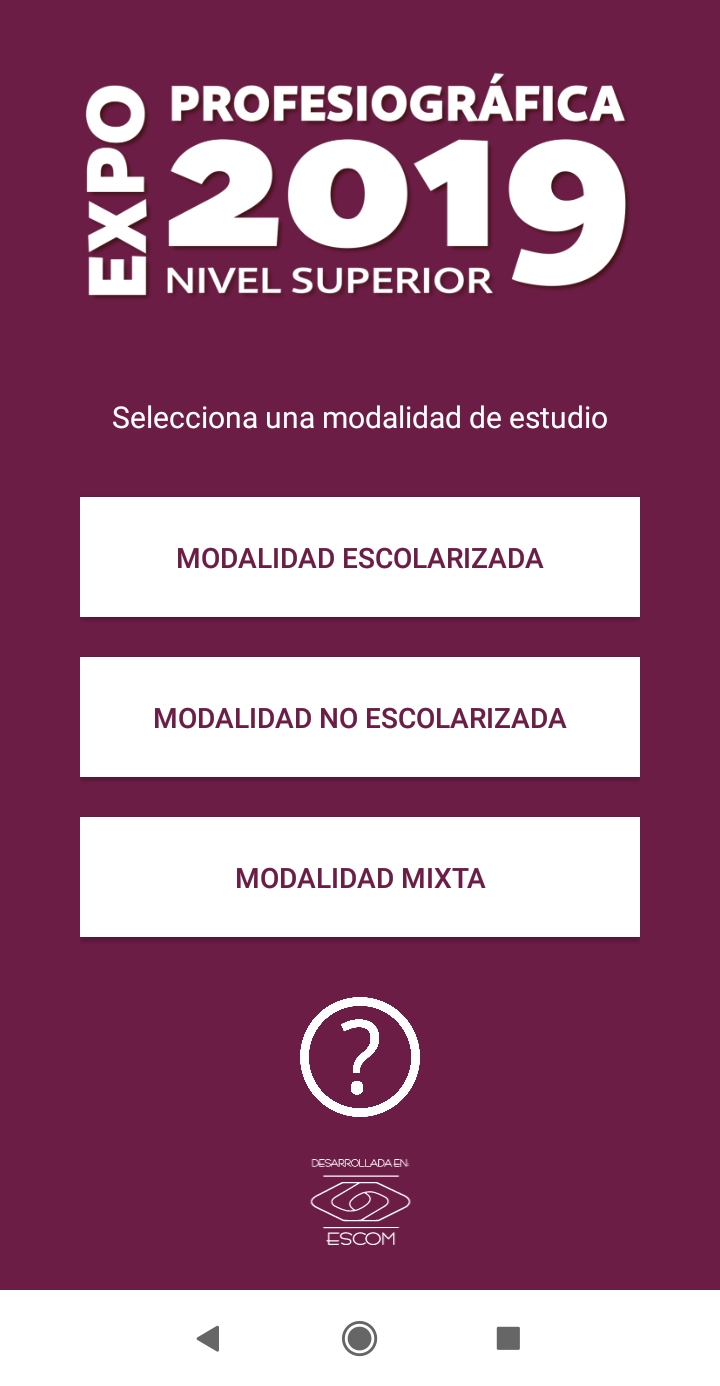 EXPO
PROFESIOGRÁFICA
2019
NIVEL SUPERIOR
Selecciona una modalidad de estudio
MODALIDAD ESCOLARIZADA
MODALIDAD NO ESCOLARIZADA
MODALIDAD MIXTA
?
DESARROLLADA EN:
ESCOM